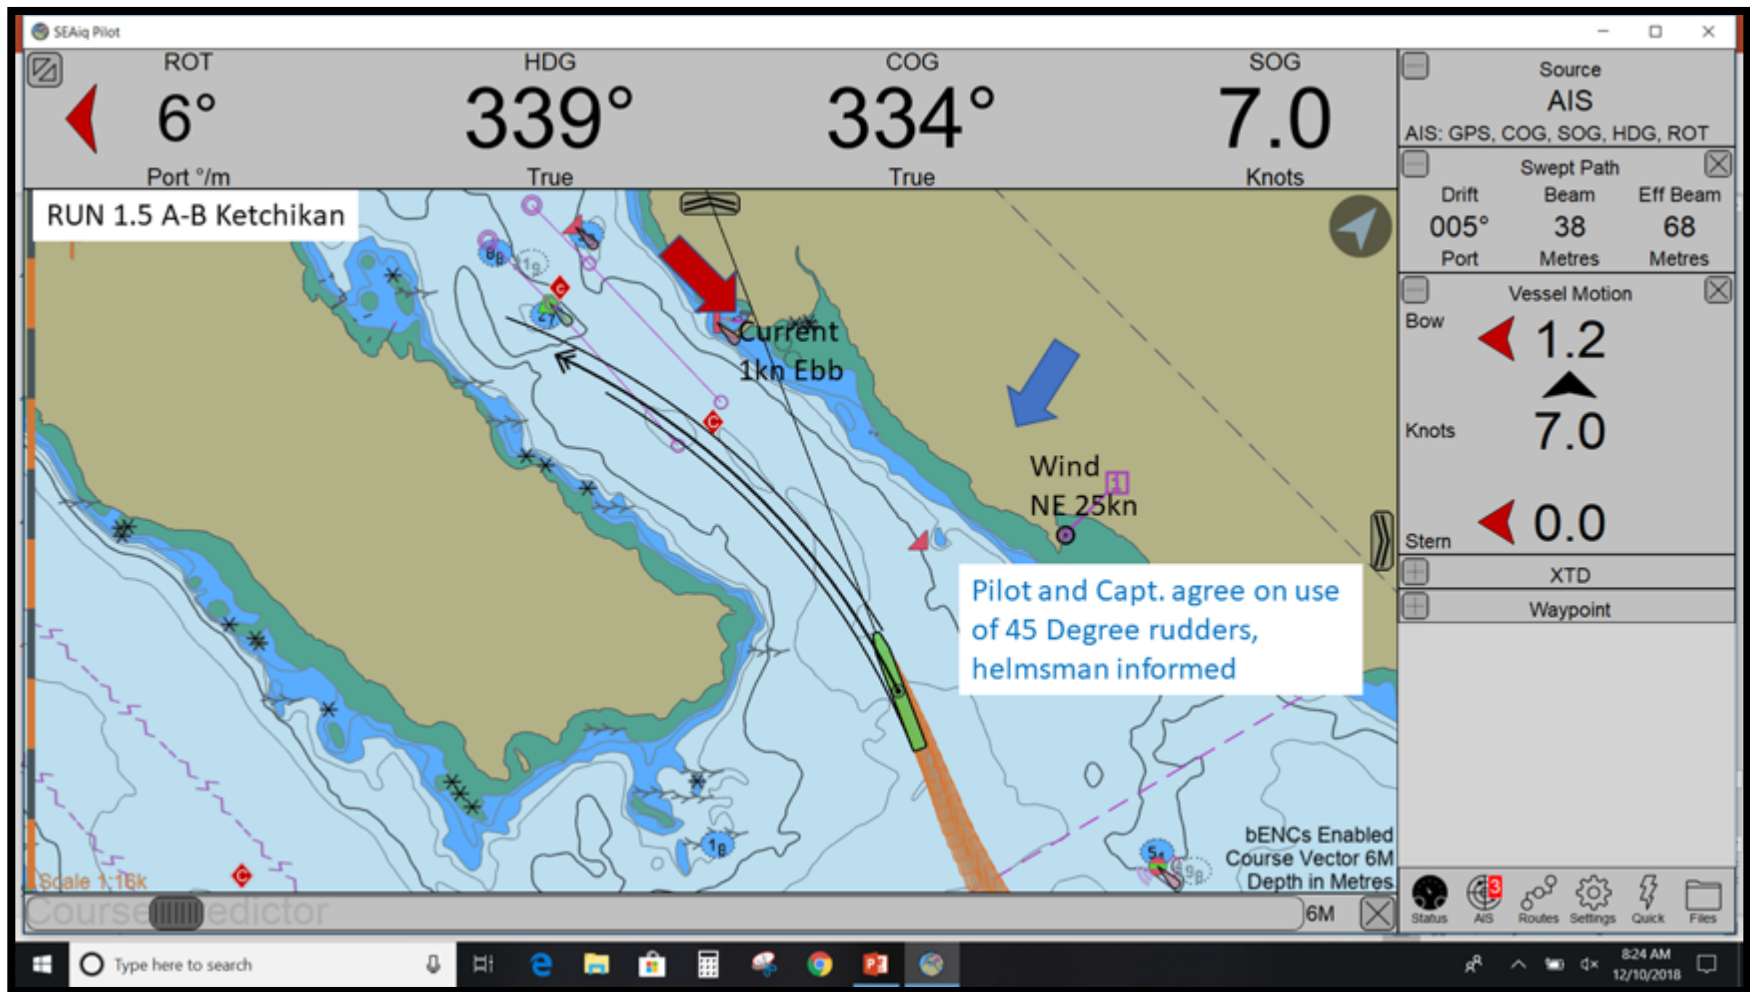 SEAiq Pilot
ROT
6°
Port °/m
HDG
339°
True
COG
334°
True
SOG
7.0
Knots
Source
AIS
AIS: GPS, COG, SOG, HDG, ROT
Swept Path
Drift Beam Eff Beam
005° 38 68
Port Metres Metres
Vessel Motion
Bow
1.2
Knots
7.0
Stern
0.0
XTD
Waypoint
RUN 1.5 A-B Ketchikan
Current
1kn Ebb
Wind
NE 25kn
1
C
C
C
Pilot and Capt. agree on use
of 45 Degree rudders,
helmsman informed
bENCs Enabled
Course Vector 6M
Depth in Metres
Scale 1:16k
6M
3
Status AIS Routes Settings Quick Files
Type here to search
8:24 AM
12/10/2018